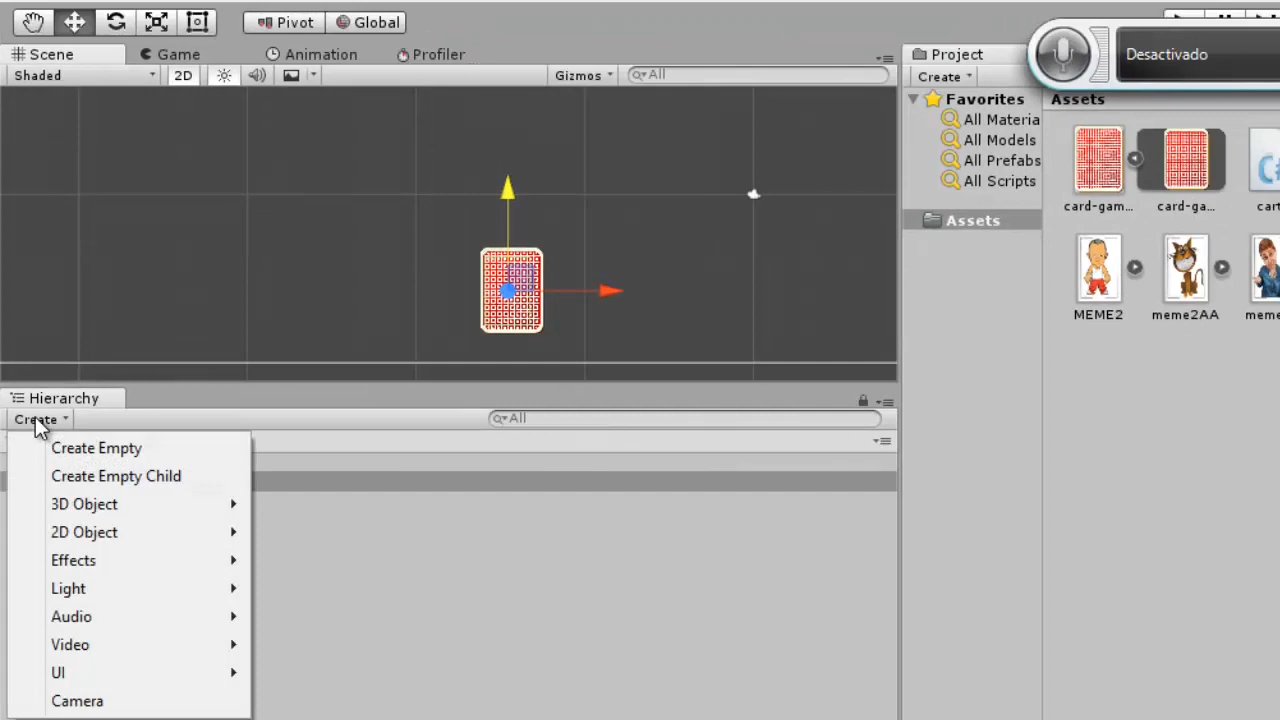 Pivot Global
Scene Game Animation Profiler
Shaded 2D Gizmos All
Project
Create
Desactivado
Favorites
All Materia
All Models
All Prefabs
All Scripts
Assets
Assets
card-gam... card-ga... cart
MEME2 meme2AA meme
Hierarchy
Create All
Create Empty
Create Empty Child
3D Object
2D Object
Effects
Light
Audio
Video
UI
Camera